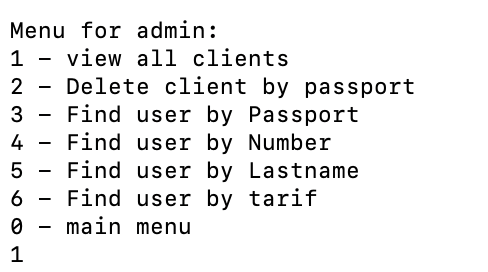 Menu for admin:
1 – view all clients
2 – Delete client by passport
3 – Find user by Passport
4 – Find user by Number
5 – Find user by Lastname
6 – Find user by tarif
0 – main menu
1